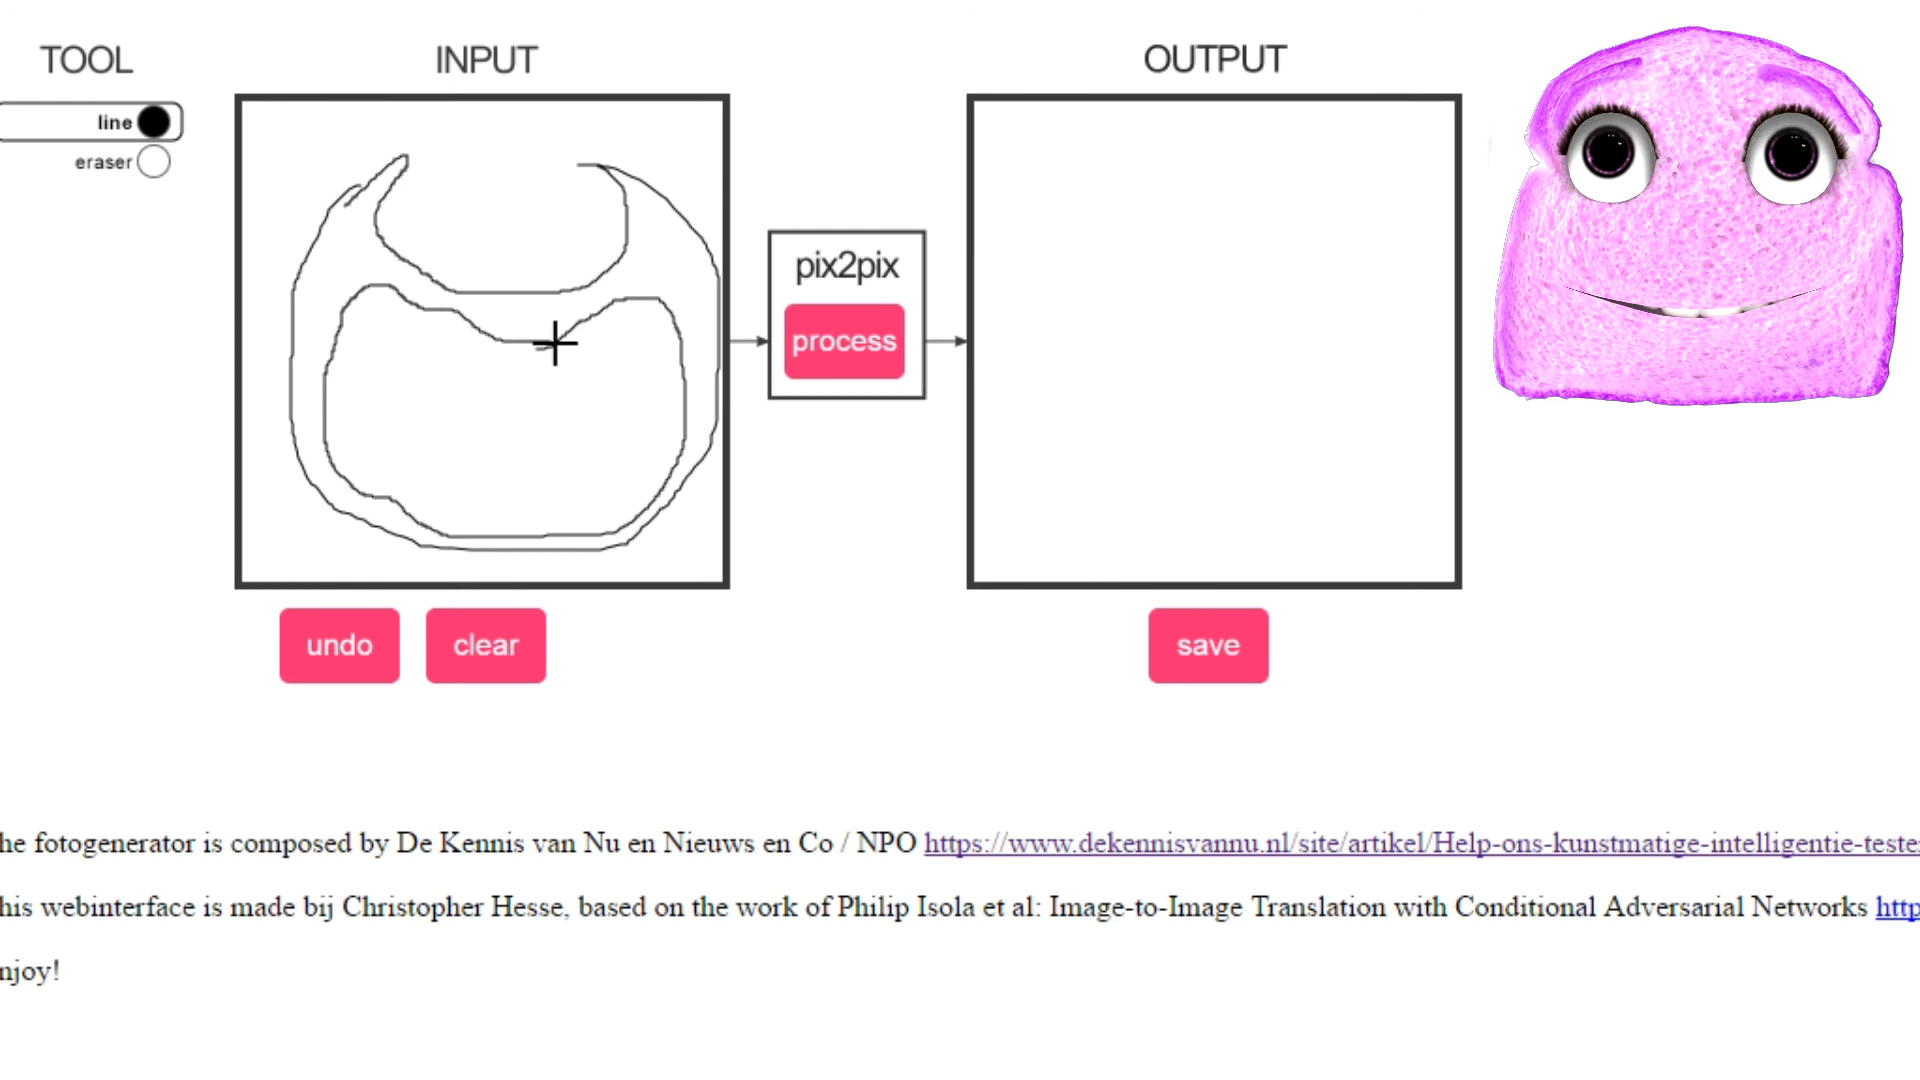 TOOL
INPUT
OUTPUT
line
eraser
pix2pix
process
undo
clear
save
he fotogenerator is composed by De Kennis van Nu en Nieuws en Co / NPO https://www.dekennisvannu.nl/site/artikel/Help-ons-kunstmatige-intelligentie-teste
his webinterface is made bij Christopher Hesse, based on the work of Philip Isola et al: Image-to-Image Translation with Conditional Adversarial Networks http
njoy!